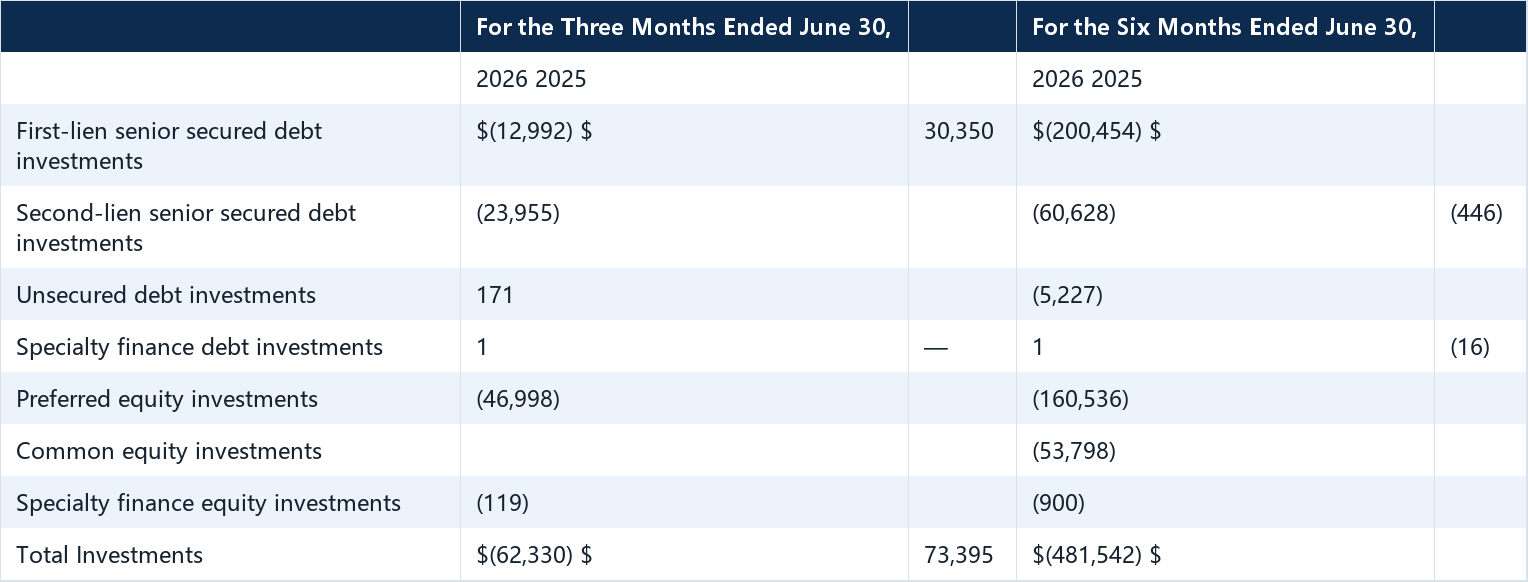 For the Three Months Ended June 30, For the Six Months Ended June 30,
2026 2025 2026 2025
First-lien senior secured debt investments $(12,992) $ 30,350 $(200,454) $
Second-lien senior secured debt investments (23,955) (60,628) (446)
Unsecured debt investments 171 (5,227)
Specialty finance debt investments 1 — 1 (16)
Preferred equity investments (46,998) (160,536)
Common equity investments (53,798)
Specialty finance equity investments (119) (900)
Total Investments $(62,330) $ 73,395 $(481,542) $